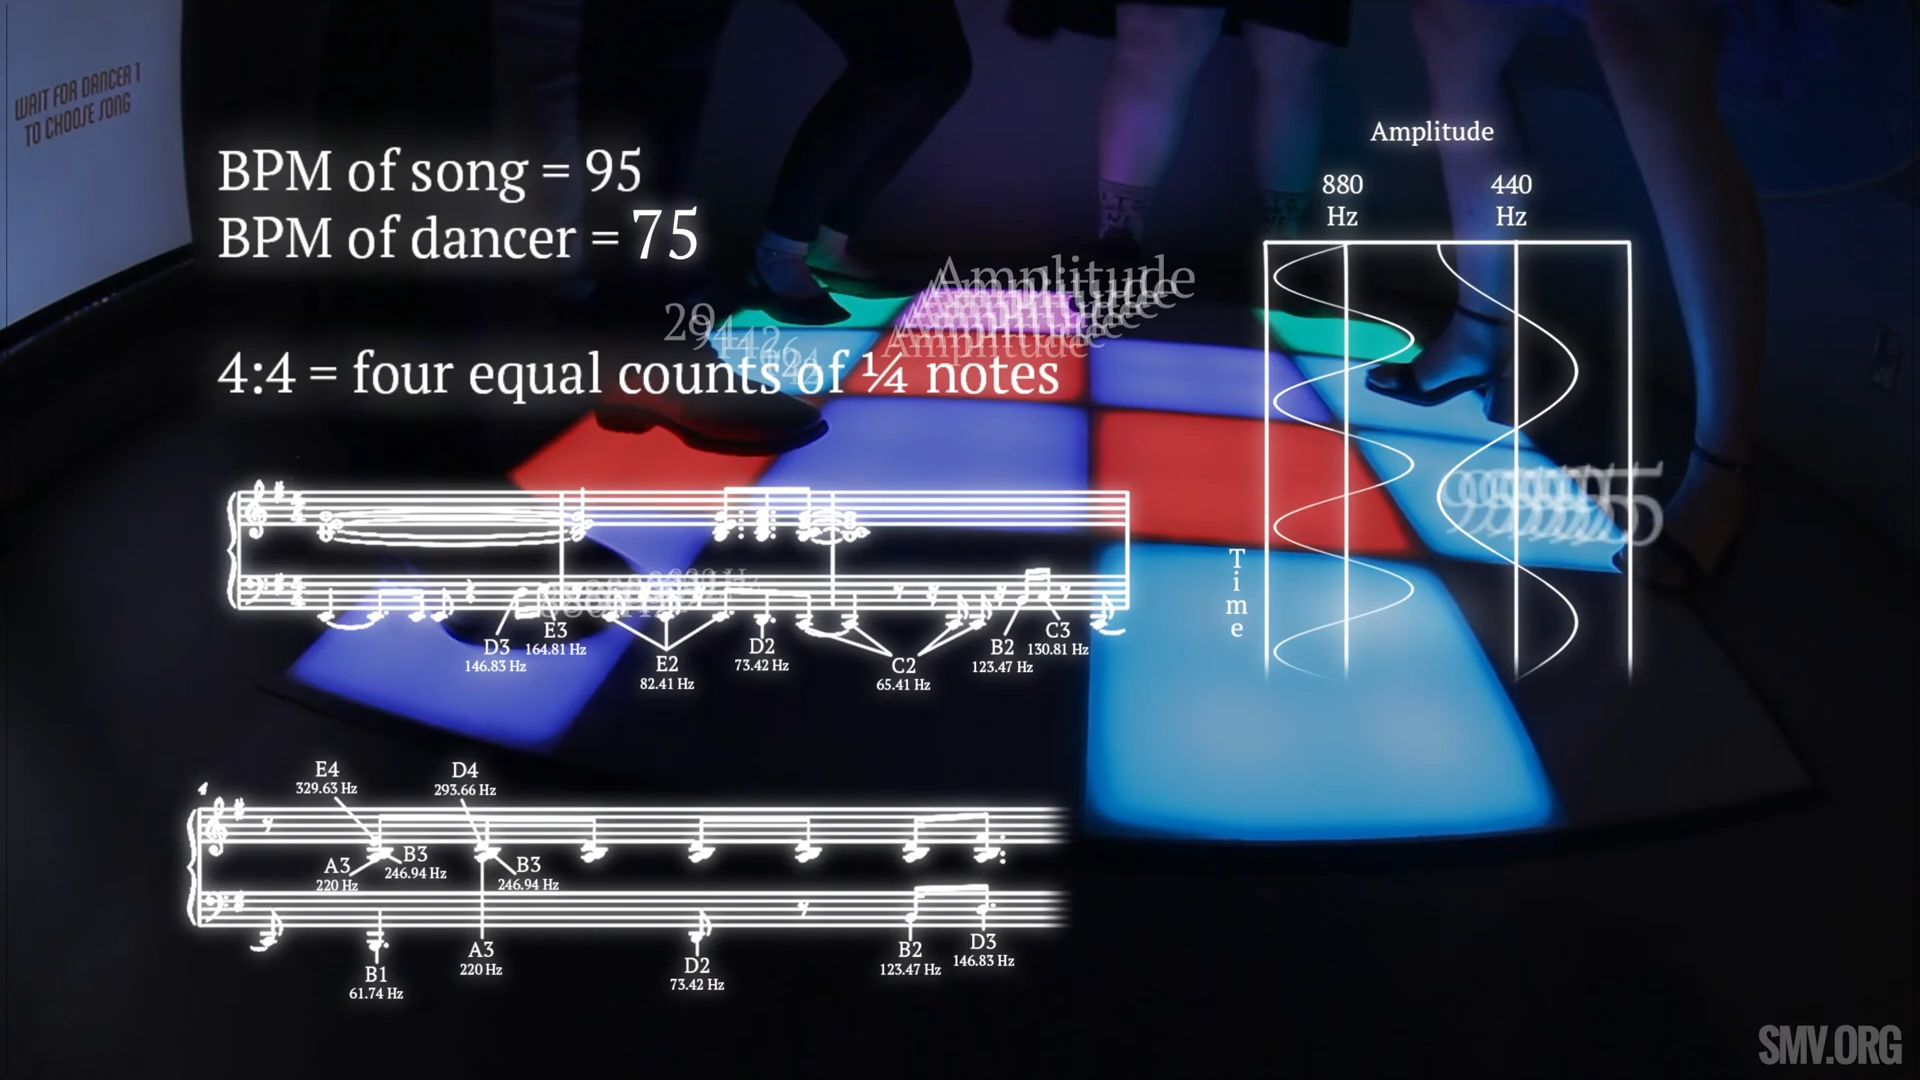 WAIT FOR DANCER 1
TO CHOOSE SONG
BPM of song = 95
BPM of dancer = 75
4:4 = four equal counts of ¼ notes
Amplitude
Amplitude
Amplitude
880
Hz
440
Hz
Time
D3
146.83 Hz
E3
164.81 Hz
E2
82.41 Hz
D2
73.42 Hz
C2
65.41 Hz
B2
123.47 Hz
C3
130.81 Hz
4
E4
329.63 Hz
D4
293.66 Hz
A3
220 Hz
B3
246.94 Hz
B3
246.94 Hz
B1
61.74 Hz
A3
220 Hz
D2
73.42 Hz
B2
123.47 Hz
D3
146.83 Hz
SMV.ORG